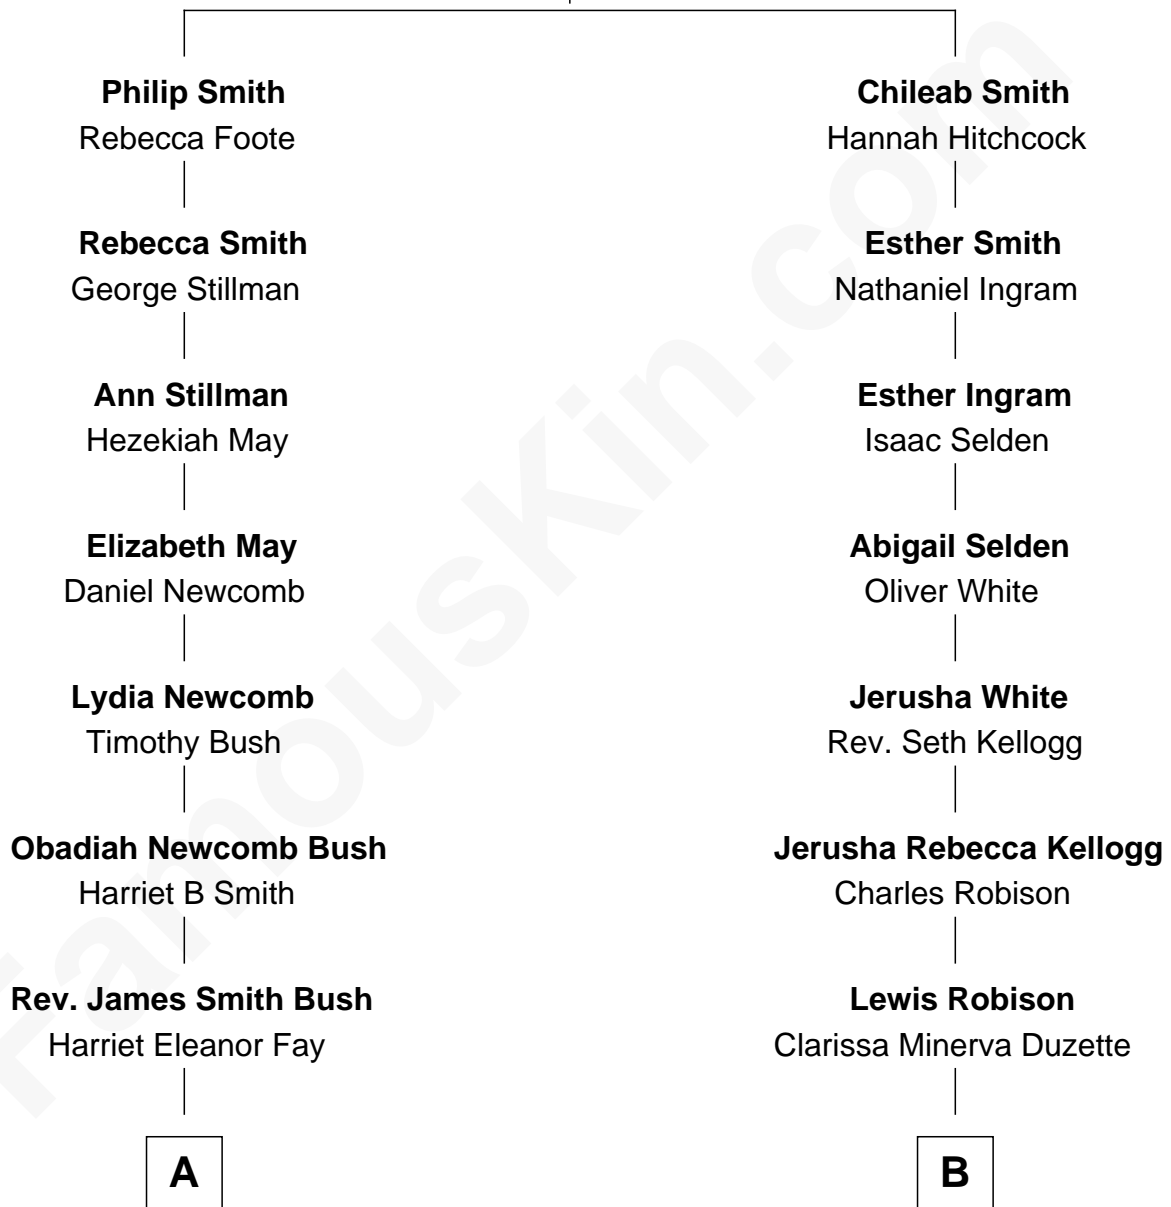 Philip Smith
Rebecca Foote
Rebecca Smith
George Stillman
Ann Stillman
Hezekiah May
Elizabeth May
Daniel Newcomb
Lydia Newcomb
Timothy Bush
Obadiah Newcomb Bush
Harriet B Smith
Rev. James Smith Bush
Harriet Eleanor Fay
A
Chileab Smith
Hannah Hitchcock
Esther Smith
Nathaniel Ingram
Esther Ingram
Isaac Selden
Abigail Selden
Oliver White
Jerusha White
Rev. Seth Kellogg
Jerusha Rebecca Kellogg
Charles Robison
Lewis Robison
Clarissa Minerva Duzette
B
FamousKin.com